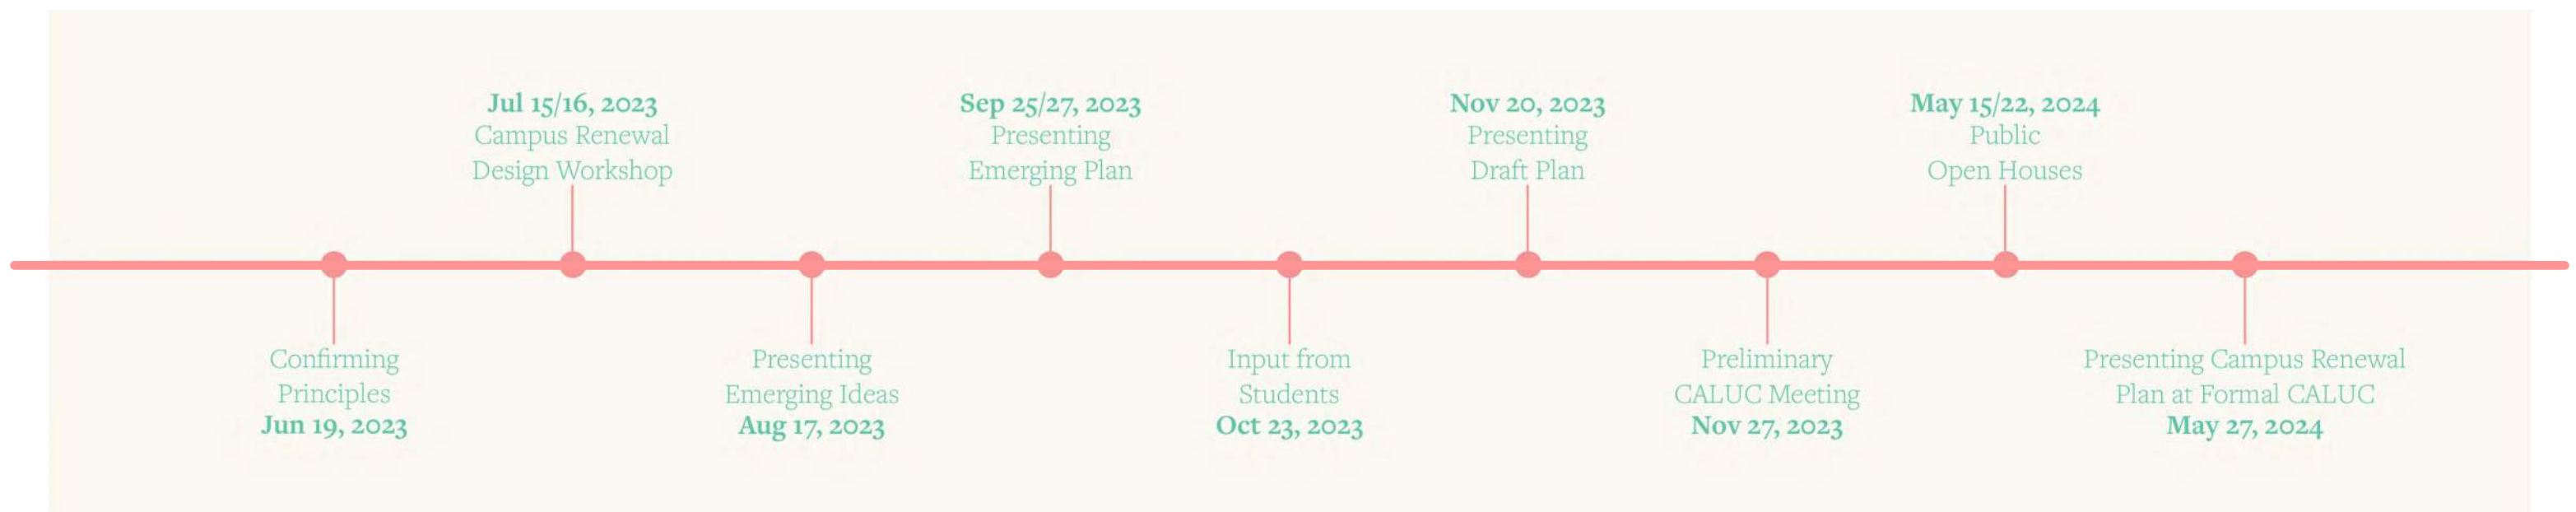 Jul 15/16, 2023
Campus Renewal
Design Workshop
Sep 25/27, 2023
Presenting
Emerging Plan
Nov 20, 2023
Presenting
Draft Plan
May 15/22, 2024
Public
Open Houses
Confirming
Principles
Jun 19, 2023
Presenting
Emerging Ideas
Aug 17, 2023
Input from
Students
Oct 23, 2023
Preliminary
CALUC Meeting
Nov 27, 2023
Presenting Campus Renewal
Plan at Formal CALUC
May 27, 2024